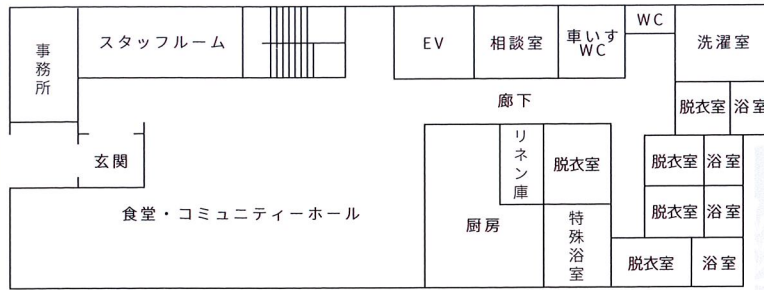 事務所
スタッフルーム
EV
相談室
車いす
WC
WC
洗濯室
廊下
脱衣室
浴室
玄関
リネン庫
脱衣室
脱衣室
浴室
食堂・コミュニティーホール
厨房
特殊浴室
脱衣室
浴室
脱衣室
浴室